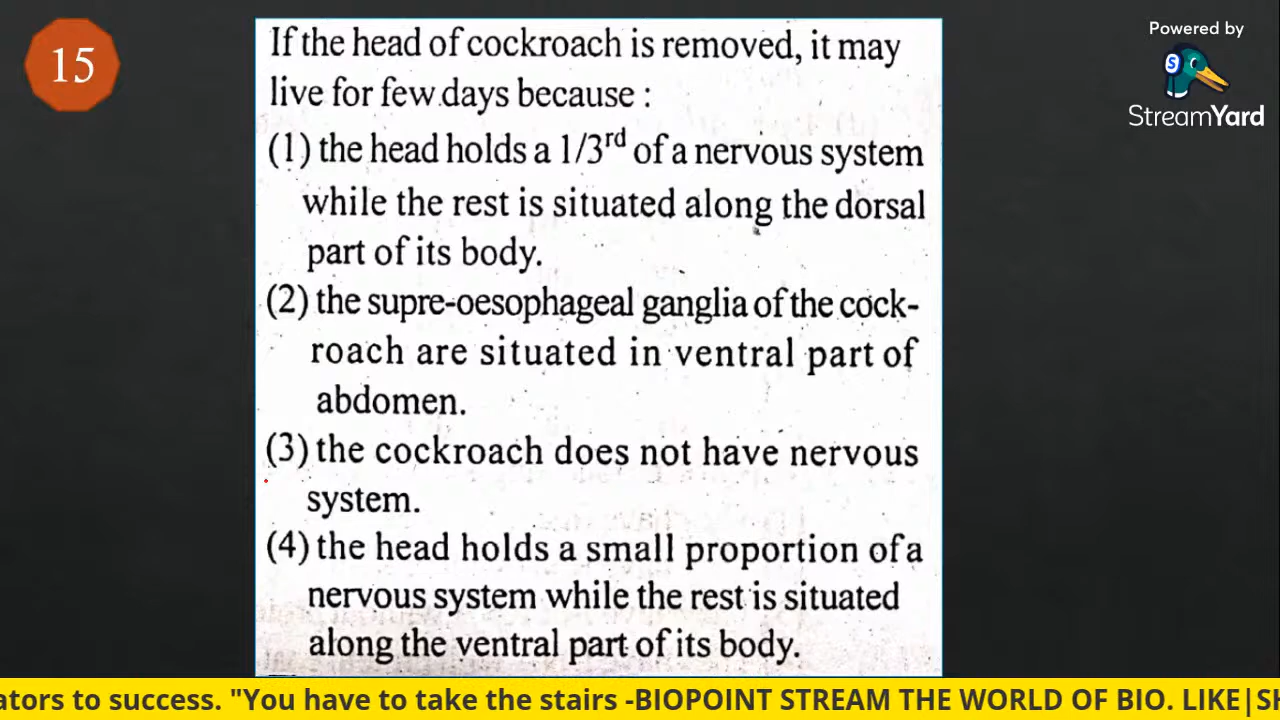 15
Powered by
StreamYard
If the head of cockroach is removed, it may
live for few days because :
(1) the head holds a 1/3rd of a nervous system
while the rest is situated along the dorsal
part of its body.
(2) the supre-oesophageal ganglia of the cock-
roach are situated in ventral part of
abdomen.
(3) the cockroach does not have nervous
system.
(4) the head holds a small proportion of a
nervous system while the rest is situated
along the ventral part of its body.
to success. "You have to take the stairs -BIOPOINT STREAM THE WORLD OF BIO. LIKE|